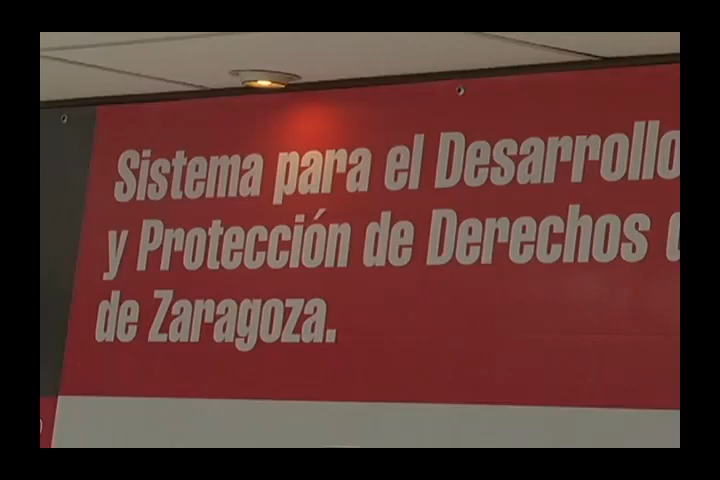 Sistema para el Desarrollo
y Protección de Derechos
de Zaragoza.